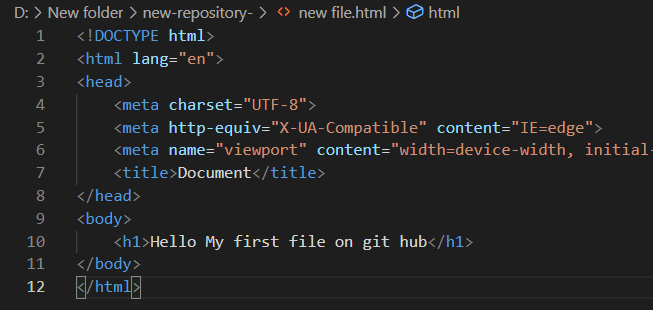 D: > New folder > new-repository- > <> new file.html > html
1 <!DOCTYPE html>
2 <html lang="en">
3 <head>
4     <meta charset="UTF-8">
5     <meta http-equiv="X-UA-Compatible" content="IE=edge">
6     <meta name="viewport" content="width=device-width, initial-
7     <title>Document</title>
8 </head>
9 <body>
10     <h1>Hello My first file on git hub</h1>
11 </body>
12 </html>